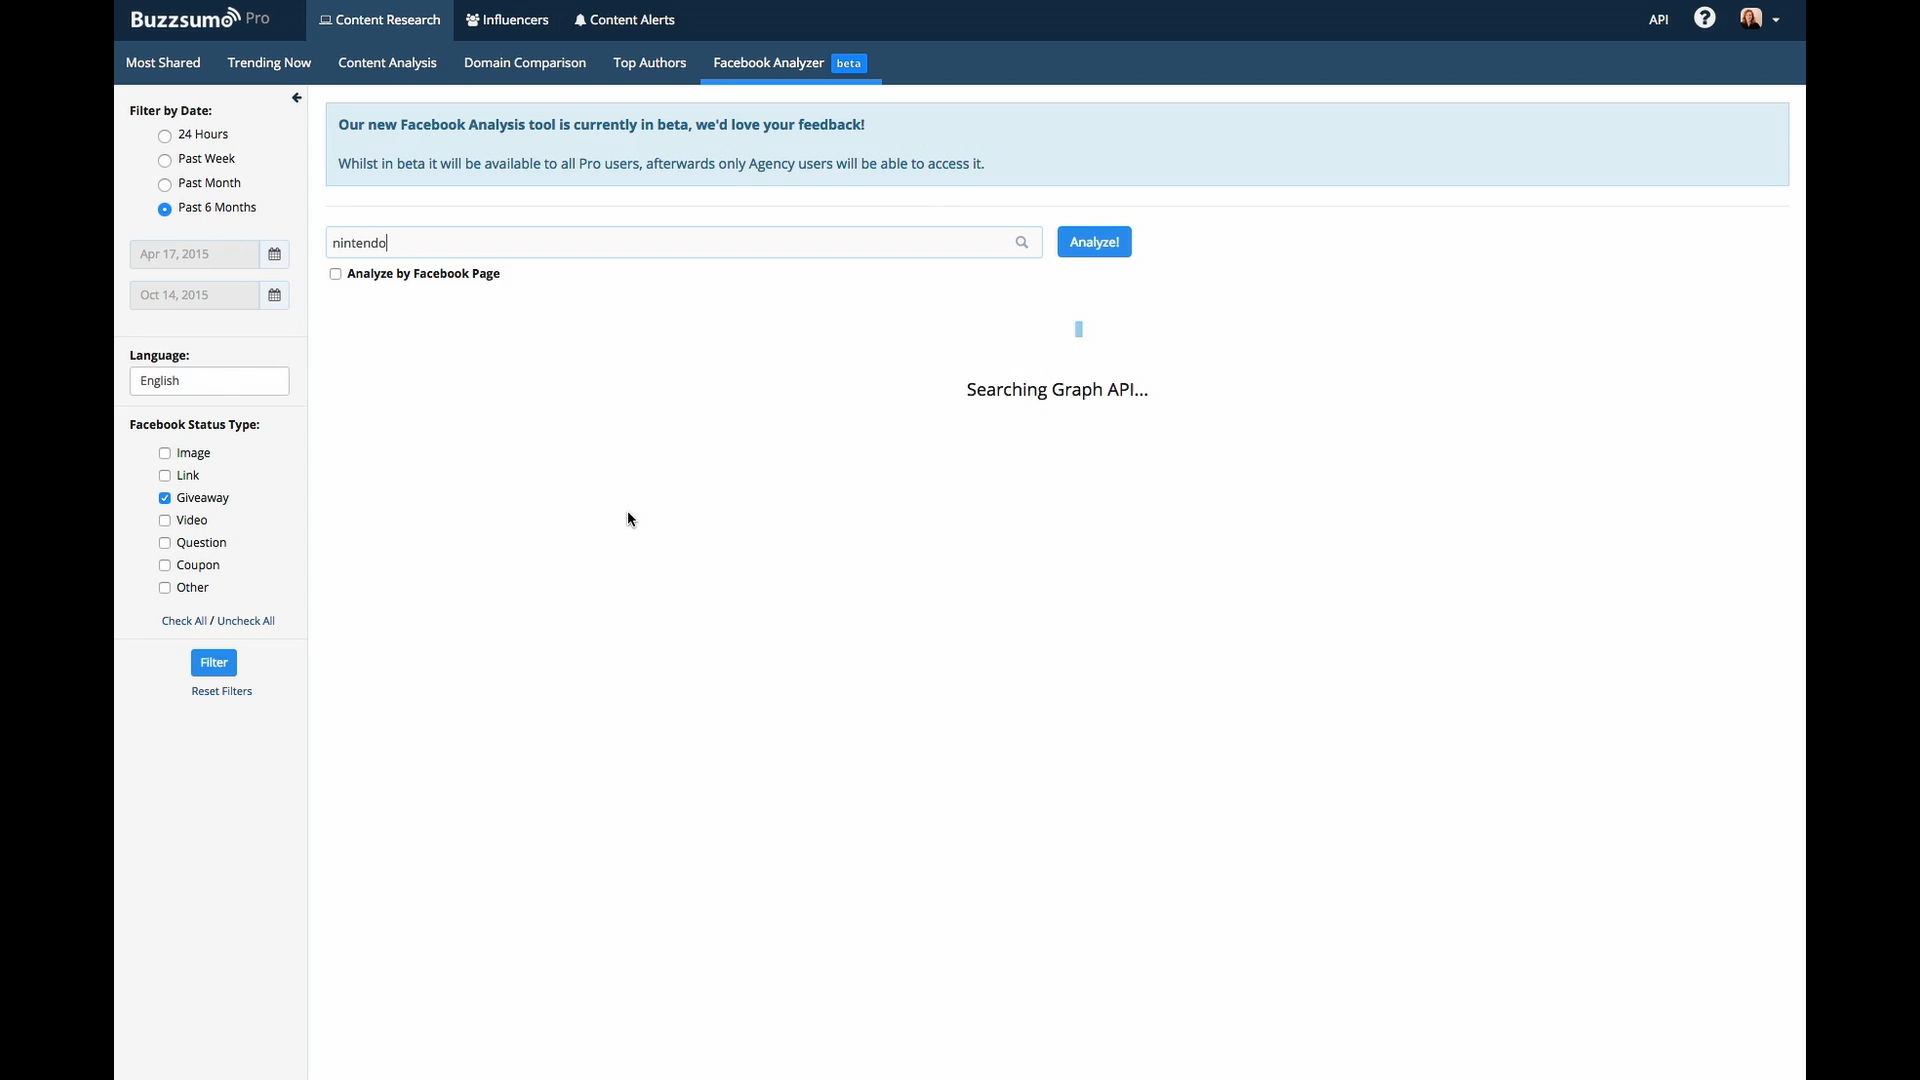 Buzzsumo Pro
Content Research
Influencers
Content Alerts
API
?
Most Shared
Trending Now
Content Analysis
Domain Comparison
Top Authors
Facebook Analyzer
beta
Filter by Date:
24 Hours
Past Week
Past Month
Past 6 Months
Apr 17, 2015
Oct 14, 2015
Language:
English
Facebook Status Type:
Image
Link
Giveaway
Video
Question
Coupon
Other
Check All / Uncheck All
Filter
Reset Filters
Our new Facebook Analysis tool is currently in beta, we'd love your feedback!
Whilst in beta it will be available to all Pro users, afterwards only Agency users will be able to access it.
nintendo
Analyze!
Analyze by Facebook Page
Searching Graph API...